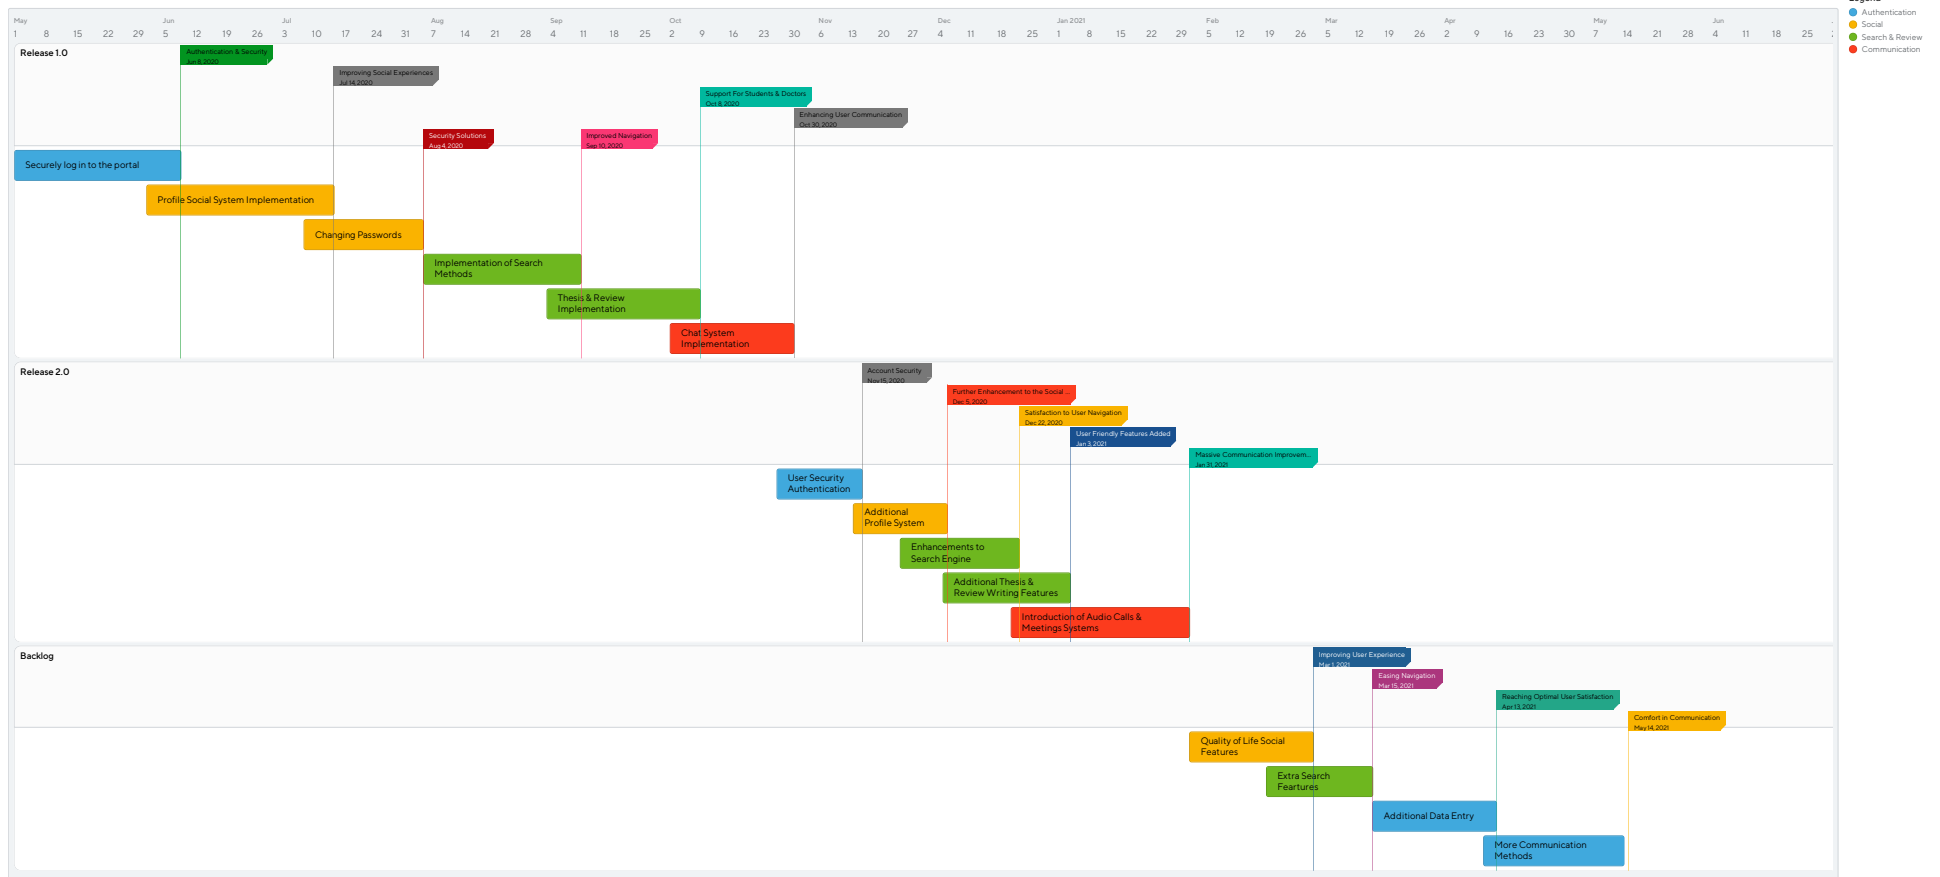 May Jun Jul Aug Sep Oct Nov Dec Jan 2021 Feb Mar Apr May Jun
1 8 15 22 29 5 12 19 26 3 10 17 24 31 7 14 21 28 4 11 18 25 2 9 16 23 30 6 13 20 27 4 11 18 25 1 8 15 22 29 5 12 19 26 5 12 19 26 2 9 16 23 30 7 14 21 28 4 11 18 25
Authentication
Social
Search & Review
Communication
Release 1.0
Authentication & Security
Jun 8, 2020
Improving Social Experiences
Jul 14, 2020
Support For Students & Doctors
Oct 8, 2020
Enhancing User Communication
Oct 30, 2020
Security Solutions
Aug 4, 2020
Improved Navigation
Sep 10, 2020
Securely log in to the portal
Profile Social System Implementation
Changing Passwords
Implementation of Search
Methods
Thesis & Review
Implementation
Chat System
Implementation
Release 2.0
Account Security
Nov 15, 2020
Further Enhancement to the Social ...
Dec 5, 2020
Satisfaction to User Navigation
Dec 22, 2020
User Friendly Features Added
Jan 3, 2021
Massive Communication Improvem...
Jan 31, 2021
User Security
Authentication
Additional
Profile System
Enhancements to
Search Engine
Additional Thesis &
Review Writing Features
Introduction of Audio Calls &
Meetings Systems
Backlog
Improving User Experience
Mar 1, 2021
Easing Navigation
Mar 15, 2021
Reaching Optimal User Satisfaction
Apr 13, 2021
Comfort in Communication
May 14, 2021
Quality of Life Social
Features
Extra Search
Feartures
Additional Data Entry
More Communication
Methods